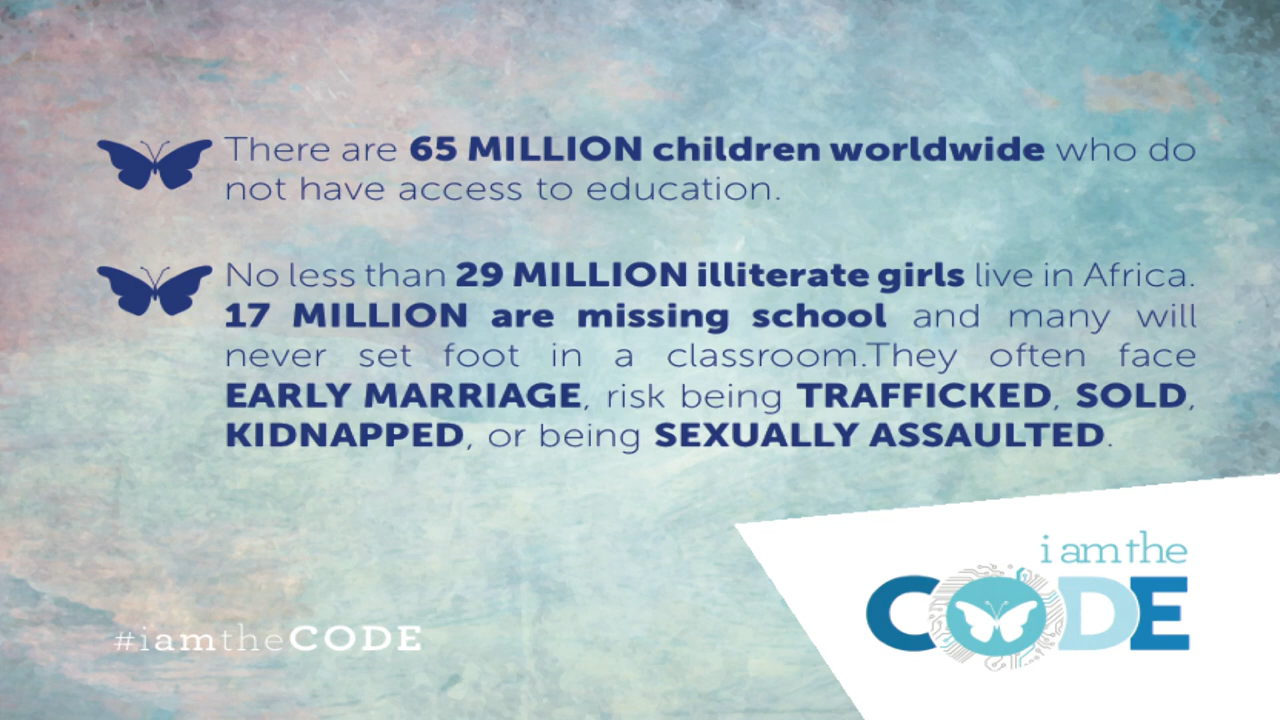 There are 65 MILLION children worldwide who do
not have access to education.
No less than 29 MILLION illiterate girls live in Africa.
17 MILLION are missing school and many will
never set foot in a classroom.They often face
EARLY MARRIAGE, risk being TRAFFICKED, SOLD,
KIDNAPPED, or being SEXUALLY ASSAULTED.
i am the
CODE
#iamtheCODE